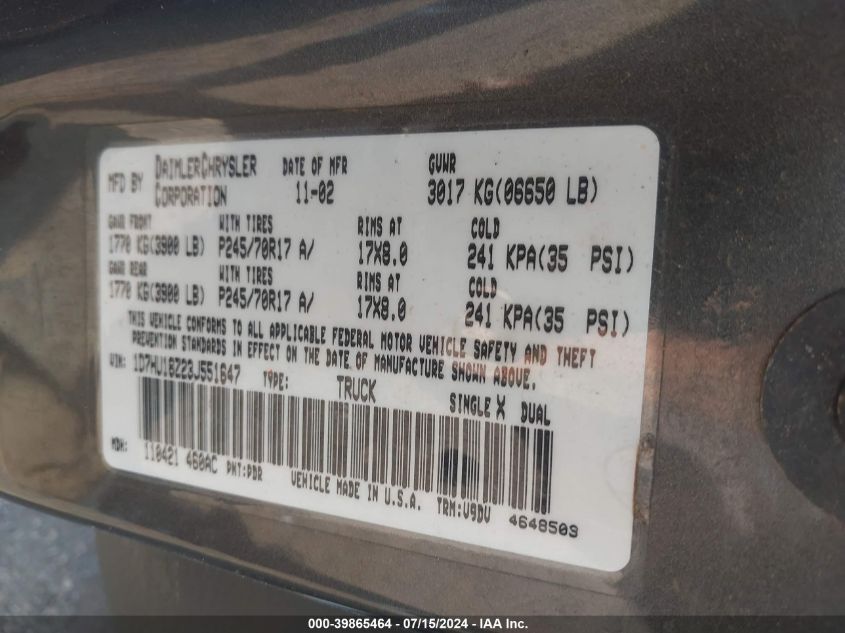 MFD BY DAIMLERCHRYSLER CORPORATION DATE OF MFR 11-02 GVWR 3017 KG(06650 LB)
GAWR FRONT WITH TIRES RIMS AT COLD
1770 KG(3900 LB) P245/70R17 A/ 17X8.0 241 KPA(35 PSI)
GAWR REAR WITH TIRES RIMS AT COLD
1770 KG(3900 LB) P245/70R17 A/ 17X8.0 241 KPA(35 PSI)
THIS VEHICLE CONFORMS TO ALL APPLICABLE FEDERAL MOTOR VEHICLE SAFETY AND THEFT
PREVENTION STANDARDS IN EFFECT ON THE DATE OF MANUFACTURE SHOWN ABOVE.
VIN: 1D7HU16Z23J551647 TYPE: TRUCK SINGLE X DUAL
MDH: 110421 460AC PNT:PDR VEHICLE MADE IN U.S.A. TRM:V9DV 4648503
000-39865464 - 07/15/2024 - IAA Inc.